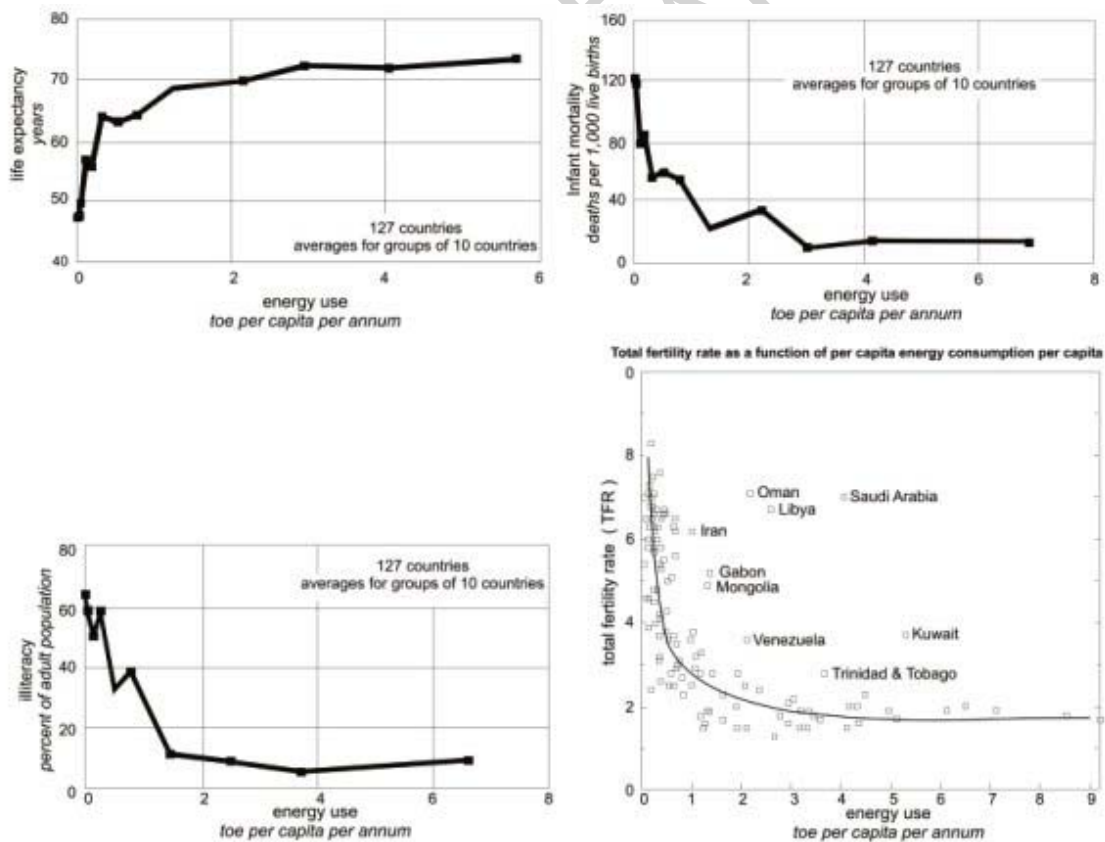 80
70
60
50
40
life expectancy
years
127 countries
averages for groups of 10 countries
0
2
4
6
energy use
toe per capita per annum
160
120
80
40
0
Infant mortality
deaths per 1,000 live births
127 countries
averages for groups of 10 countries
0
2
4
6
8
energy use
toe per capita per annum
80
60
40
20
0
illiteracy
percent of adult population
127 countries
averages for groups of 10 countries
0
2
4
6
8
energy use
toe per capita per annum
Total fertility rate as a function of per capita energy consumption per capita
0
8
6
4
2
0
total fertility rate ( TFR )
Oman
Saudi Arabia
Libya
Iran
Gabon
Mongolia
Venezuela
Kuwait
Trinidad & Tobago
0
1
2
3
4
5
6
7
8
9
energy use
toe per capita per annum